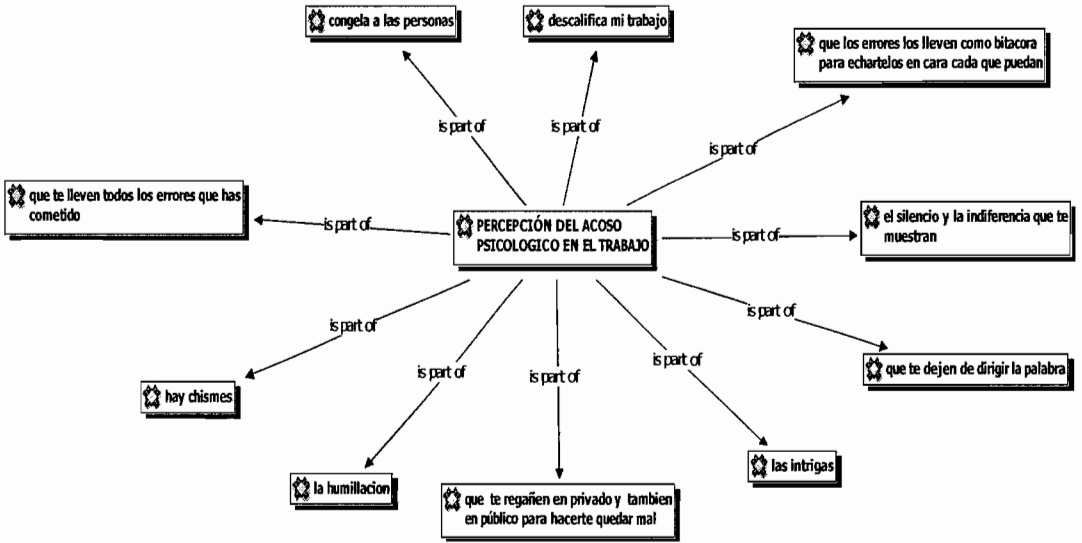 congela a las personas
descalifica mi trabajo
que los errores los lleven como bitacora
para echartelos en cara cada que puedan
is part of
is part of
is part of
que te lleven todos los errores que has
cometido
is part of
PERCEPCIÓN DEL ACOSO
PSICOLOGICO EN EL TRABAJO
is part of
el silencio y la indiferencia que te
muestran
is part of
is part of
is part of
is part of
is part of
que te dejen de dirigir la palabra
hay chismes
las intrigas
la humillacion
que te regañen en privado y tambien
en público para hacerte quedar mal